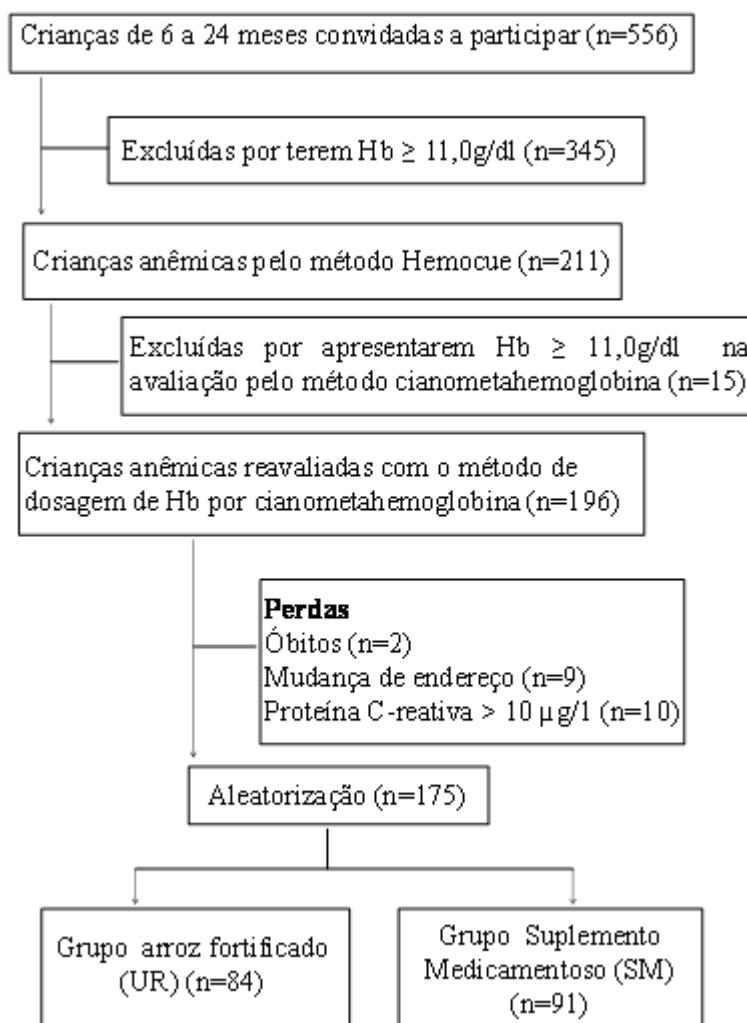 Crianças de 6 a 24 meses convidadas a participar (n=556)
Excluídas por terem Hb ≥ 11,0g/dl (n=345)
Crianças anêmicas pelo método Hemocue (n=211)
Excluídas por apresentarem Hb ≥ 11,0g/dl na
avaliação pelo método cianometahemoglobina (n=15)
Crianças anêmicas reavaliadas com o método de
dosagem de Hb por cianometahemoglobina (n=196)
Perdas
Óbitos (n=2)
Mudança de endereço (n=9)
Proteína C-reativa > 10 µg/1 (n=10)
Aleatorização (n=175)
Grupo arroz fortificado
(UR) (n=84)
Grupo Suplemento
Medicamentoso (SM)
(n=91)